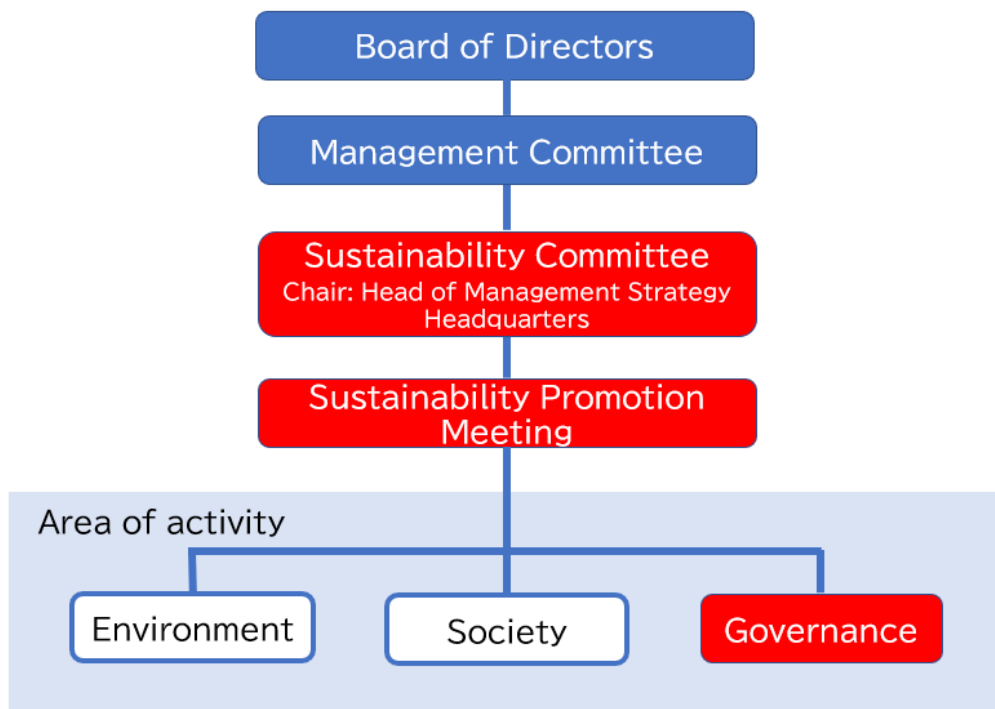 Board of Directors
Management Committee
Sustainability Committee
Chair: Head of Management Strategy
Headquarters
Sustainability Promotion
Meeting
Area of activity
Environment
Society
Governance